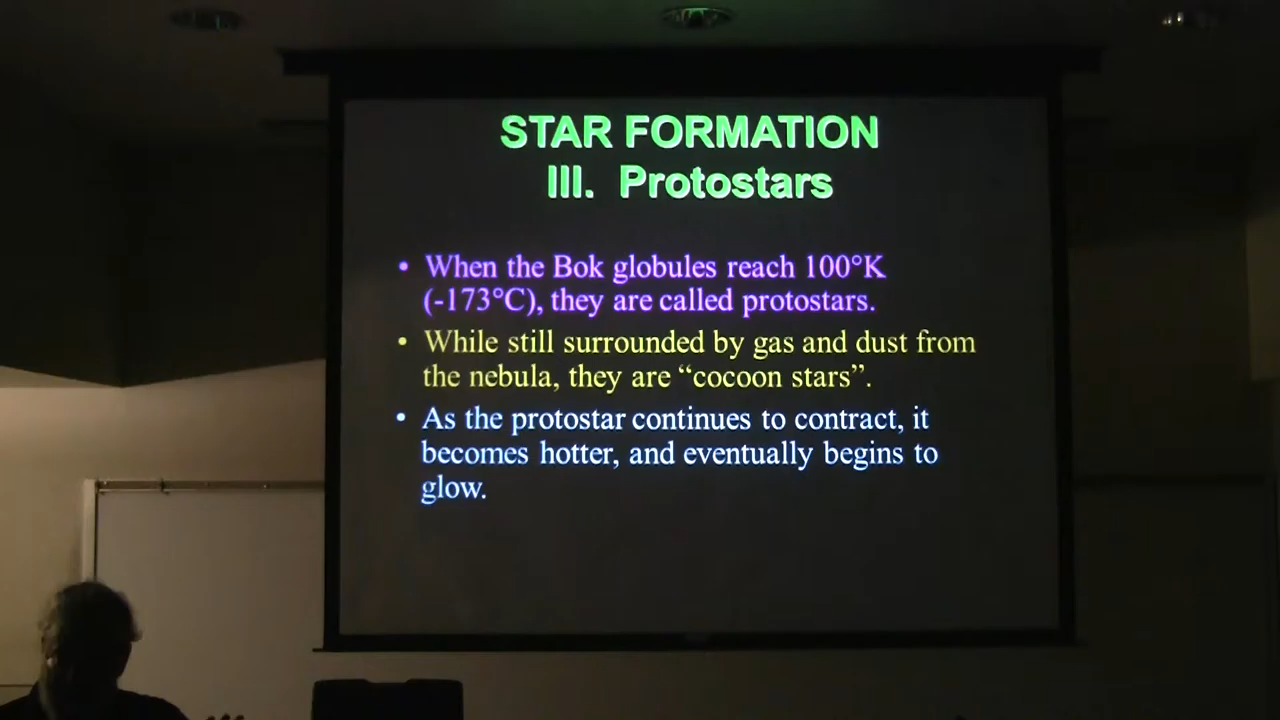 STAR FORMATION
III. Protostars
• When the Bok globules reach 100°K
(-173°C), they are called protostars.
• While still surrounded by gas and dust from
the nebula, they are “cocoon stars”.
• As the protostar continues to contract, it
becomes hotter, and eventually begins to
glow.